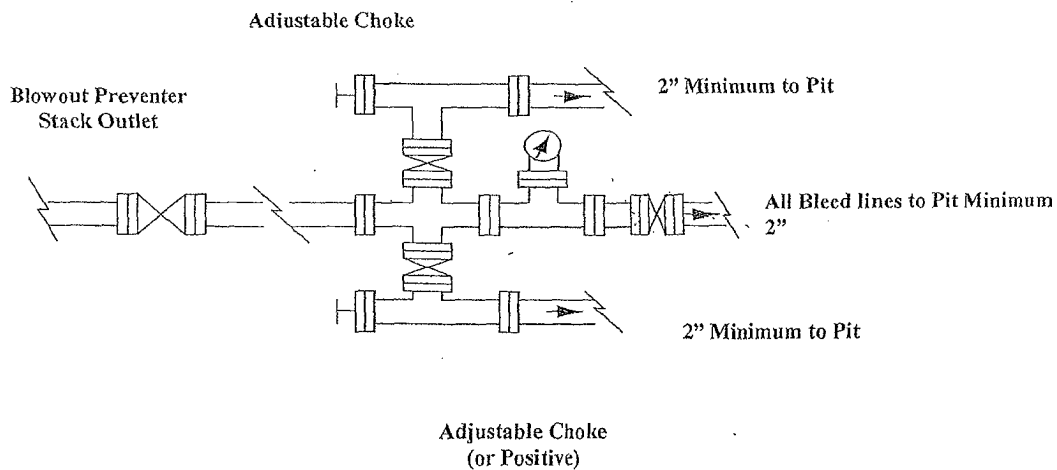 Adjustable Choke
Blowout Preventer
Stack Outlet
2” Minimum to Pit
All Bleed lines to Pit Minimum
2”
2” Minimum to Pit
Adjustable Choke
(or Positive)